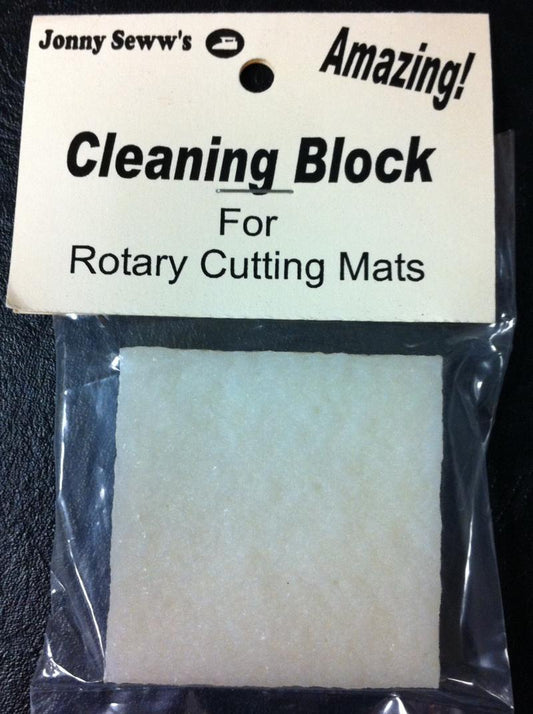 Jonny Seww's
Amazing!
Cleaning Block
For
Rotary Cutting Mats